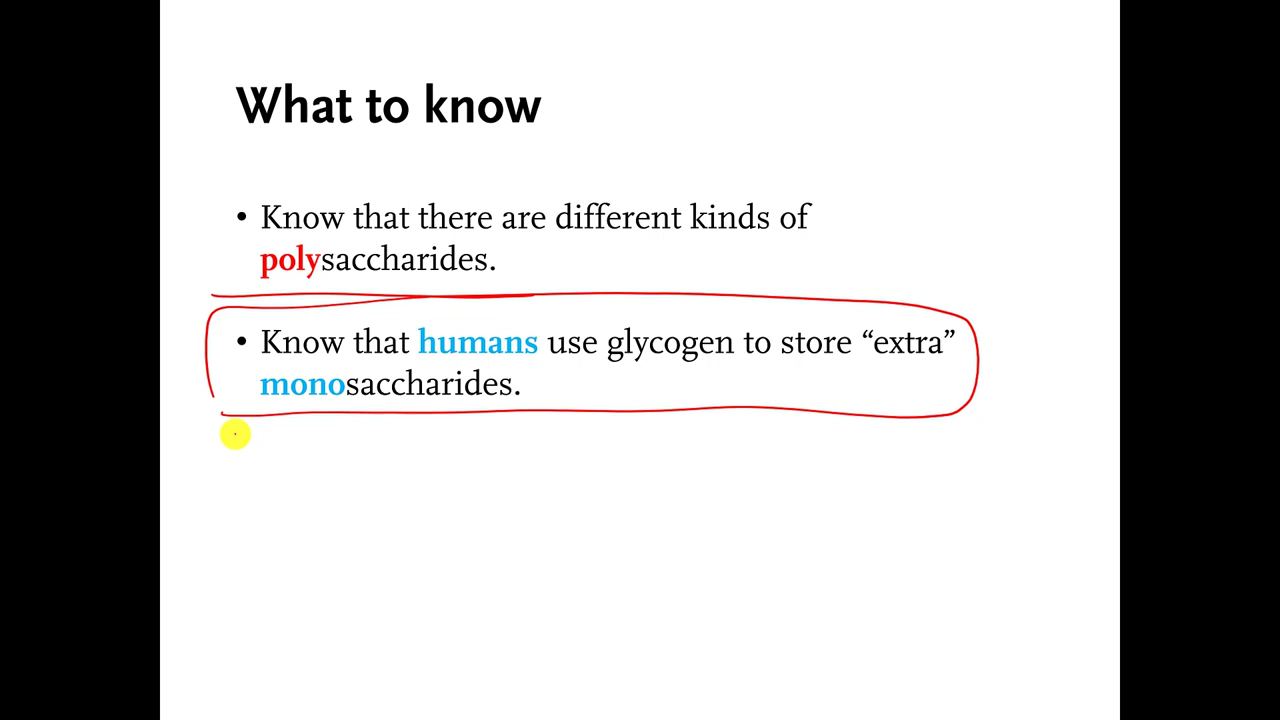 What to know
• Know that there are different kinds of
polysaccharides.
• Know that humans use glycogen to store “extra”
monosaccharides.